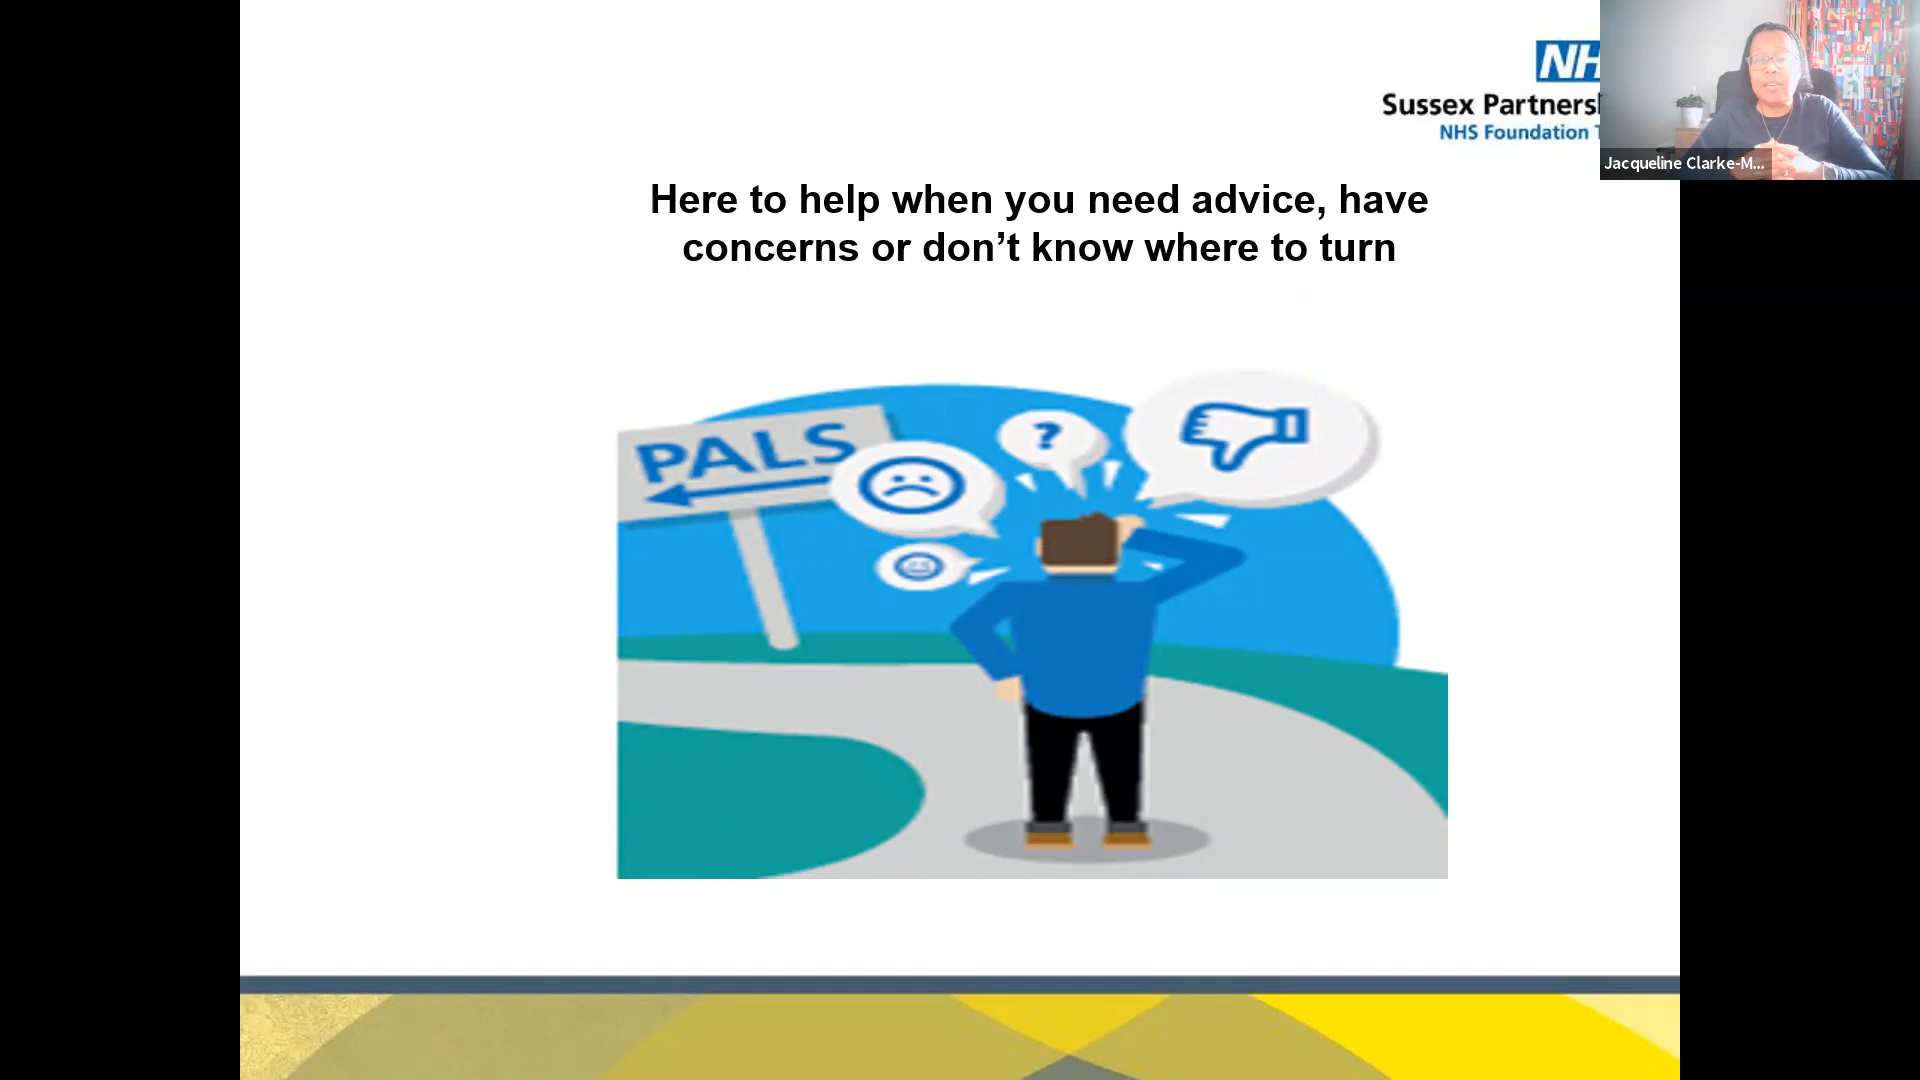 NH
Sussex Partners
NHS Foundation
Jacqueline Clarke-M...
Here to help when you need advice, have
concerns or don’t know where to turn
PALS
?